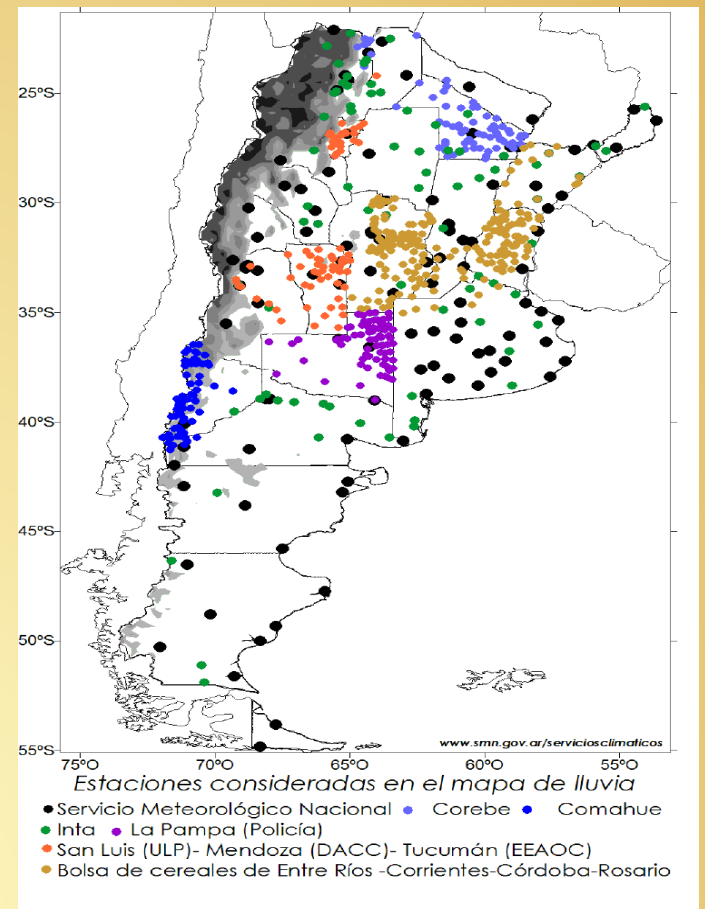 25°S
30°S
35°S
40°S
45°S
50°S
55°S
75°O
70°O
65°O
60°O
55°O
www.smn.gov.ar/serviciosclimaticos
Estaciones consideradas en el mapa de lluvia
Servicio Meteorológico Nacional Corebe Comahue
Inta La Pampa (Policía)
San Luis (ULP)- Mendoza (DACC)- Tucumán (EEAOC)
Bolsa de cereales de Entre Ríos -Corrientes-Córdoba-Rosario